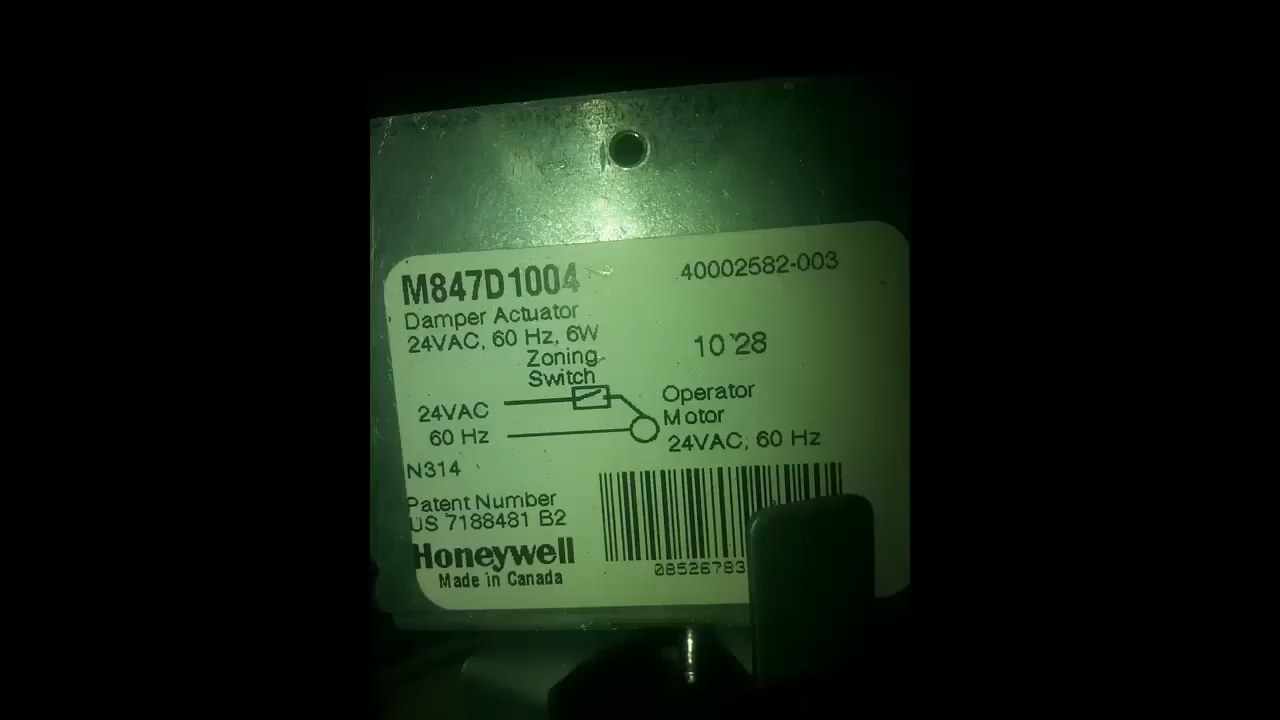 M847D1004
40002582-003
Damper Actuator
24VAC, 60 Hz, 6W
10 28
Zoning
Switch
24VAC
60 Hz
Operator
Motor
24VAC, 60 Hz
N314
Patent Number
US 7188481 B2
Honeywell
Made in Canada
08526783